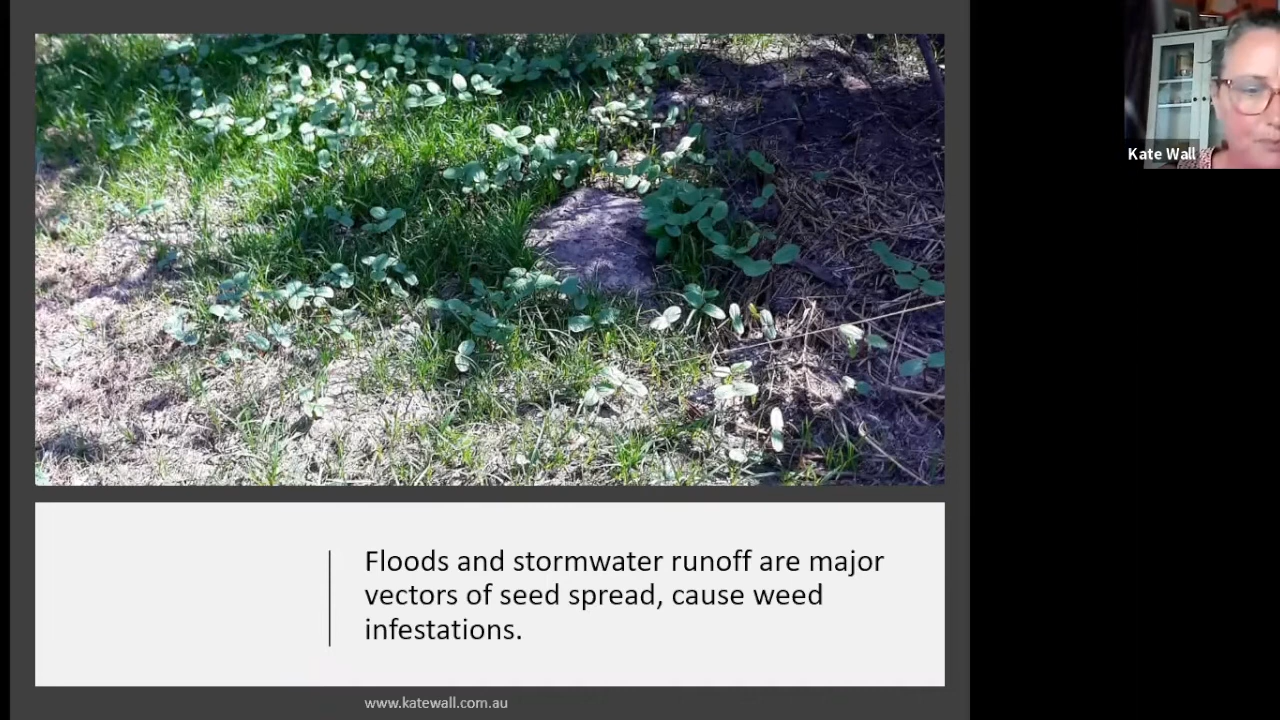 Kate Wall
Floods and stormwater runoff are major
vectors of seed spread, cause weed
infestations.
www.katewall.com.au